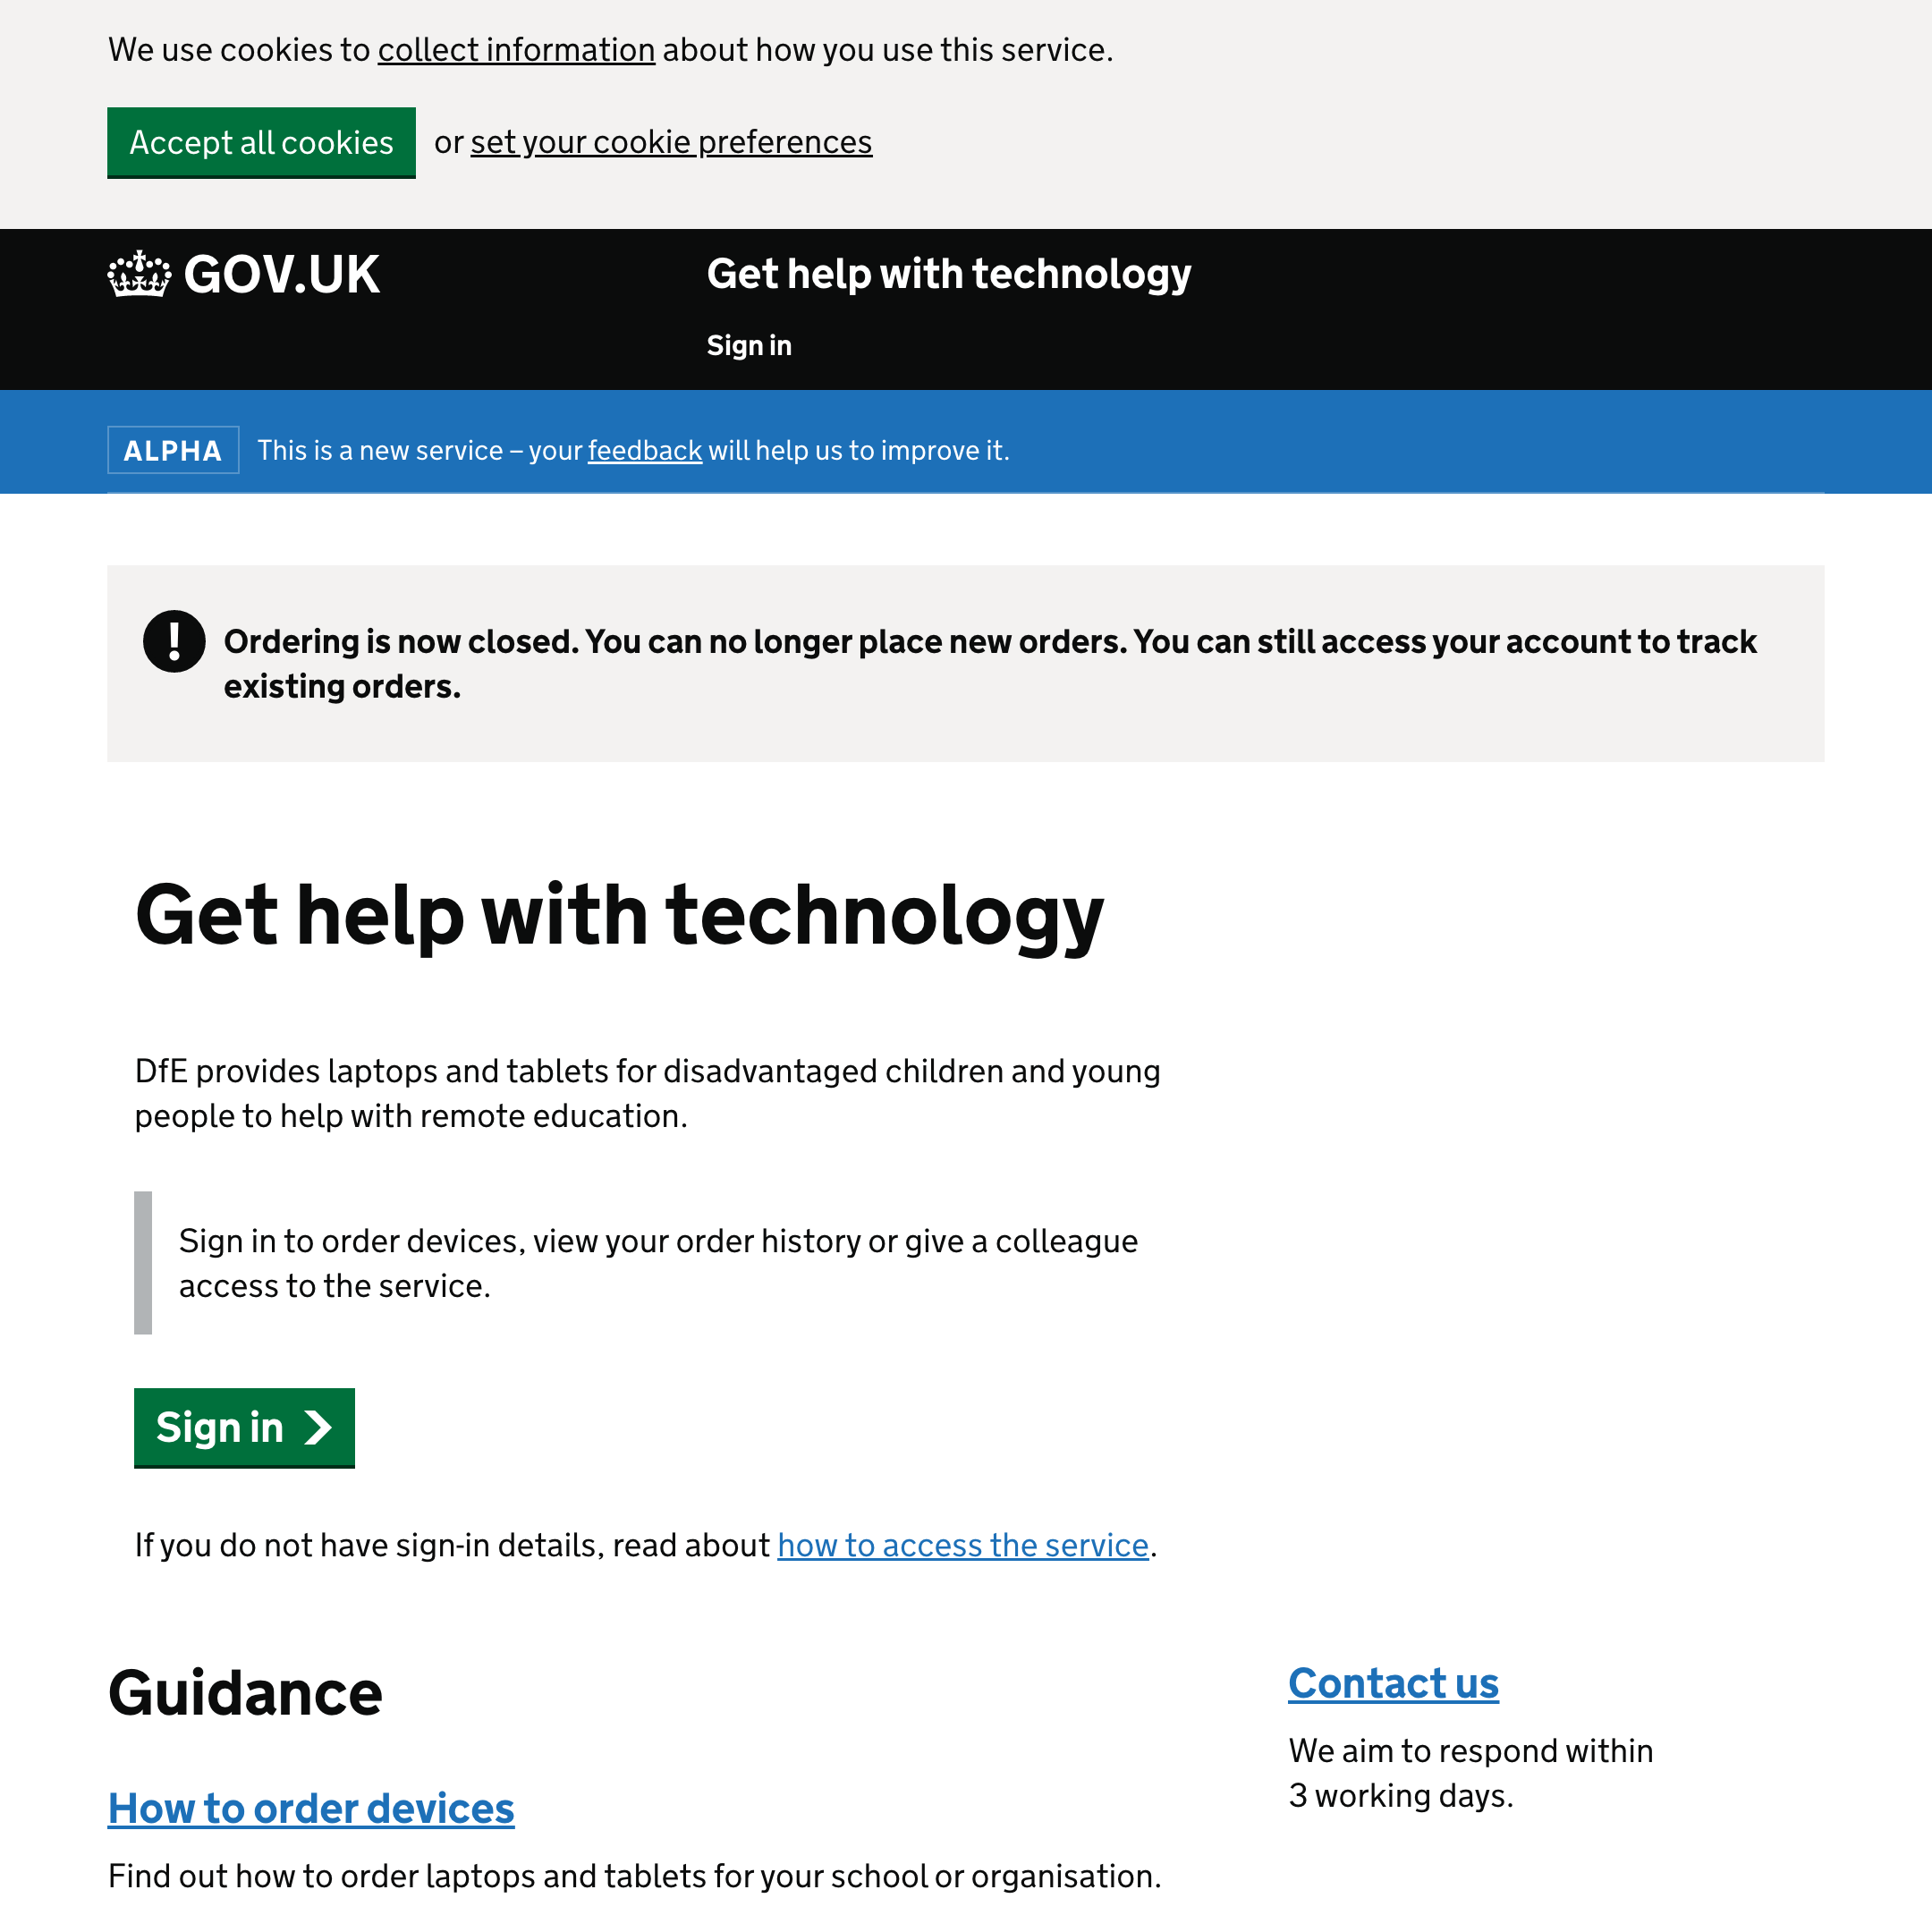 We use cookies to collect information about how you use this service.
Accept all cookies or set your cookie preferences
GOV.UK
Get help with technology
Sign in
ALPHA This is a new service – your feedback will help us to improve it.
! Ordering is now closed. You can no longer place new orders. You can still access your account to track
existing orders.
Get help with technology
DfE provides laptops and tablets for disadvantaged children and young
people to help with remote education.
Sign in to order devices, view your order history or give a colleague
access to the service.
Sign in
If you do not have sign-in details, read about how to access the service.
Guidance
How to order devices
Find out how to order laptops and tablets for your school or organisation.
Contact us
We aim to respond within
3 working days.